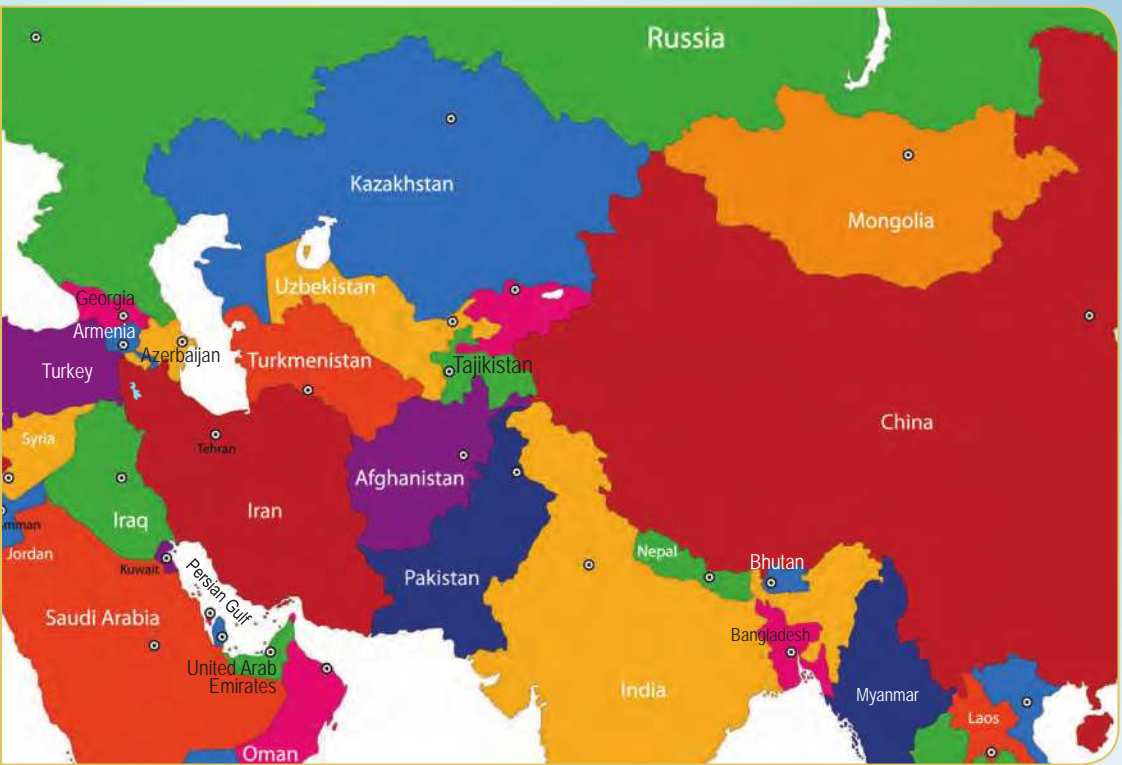 Russia
Kazakhstan
Mongolia
Uzbekistan
Georgia
Armenia
Azerbaijan
Turkmenistan
Tajikistan
Turkey
China
Syria
Tehran
Afghanistan
Iran
Iraq
mman
Jordan
Kuwait
Persian Gulf
Pakistan
Nepal
Bhutan
Saudi Arabia
Bangladesh
United Arab
Emirates
India
Myanmar
Laos
Oman